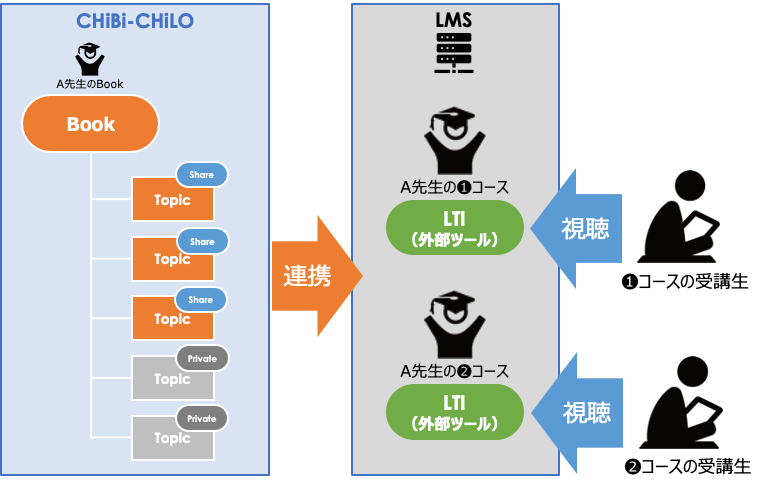 CHiBi-CHiLO
A先生のBook
Book
Share
Topic
Share
Topic
Share
Topic
Private
Topic
Private
Topic
連携
LMS
A先生の❶コース
LTI
（外部ツール）
視聴
❶コースの受講生
A先生の❷コース
LTI
（外部ツール）
視聴
❷コースの受講生